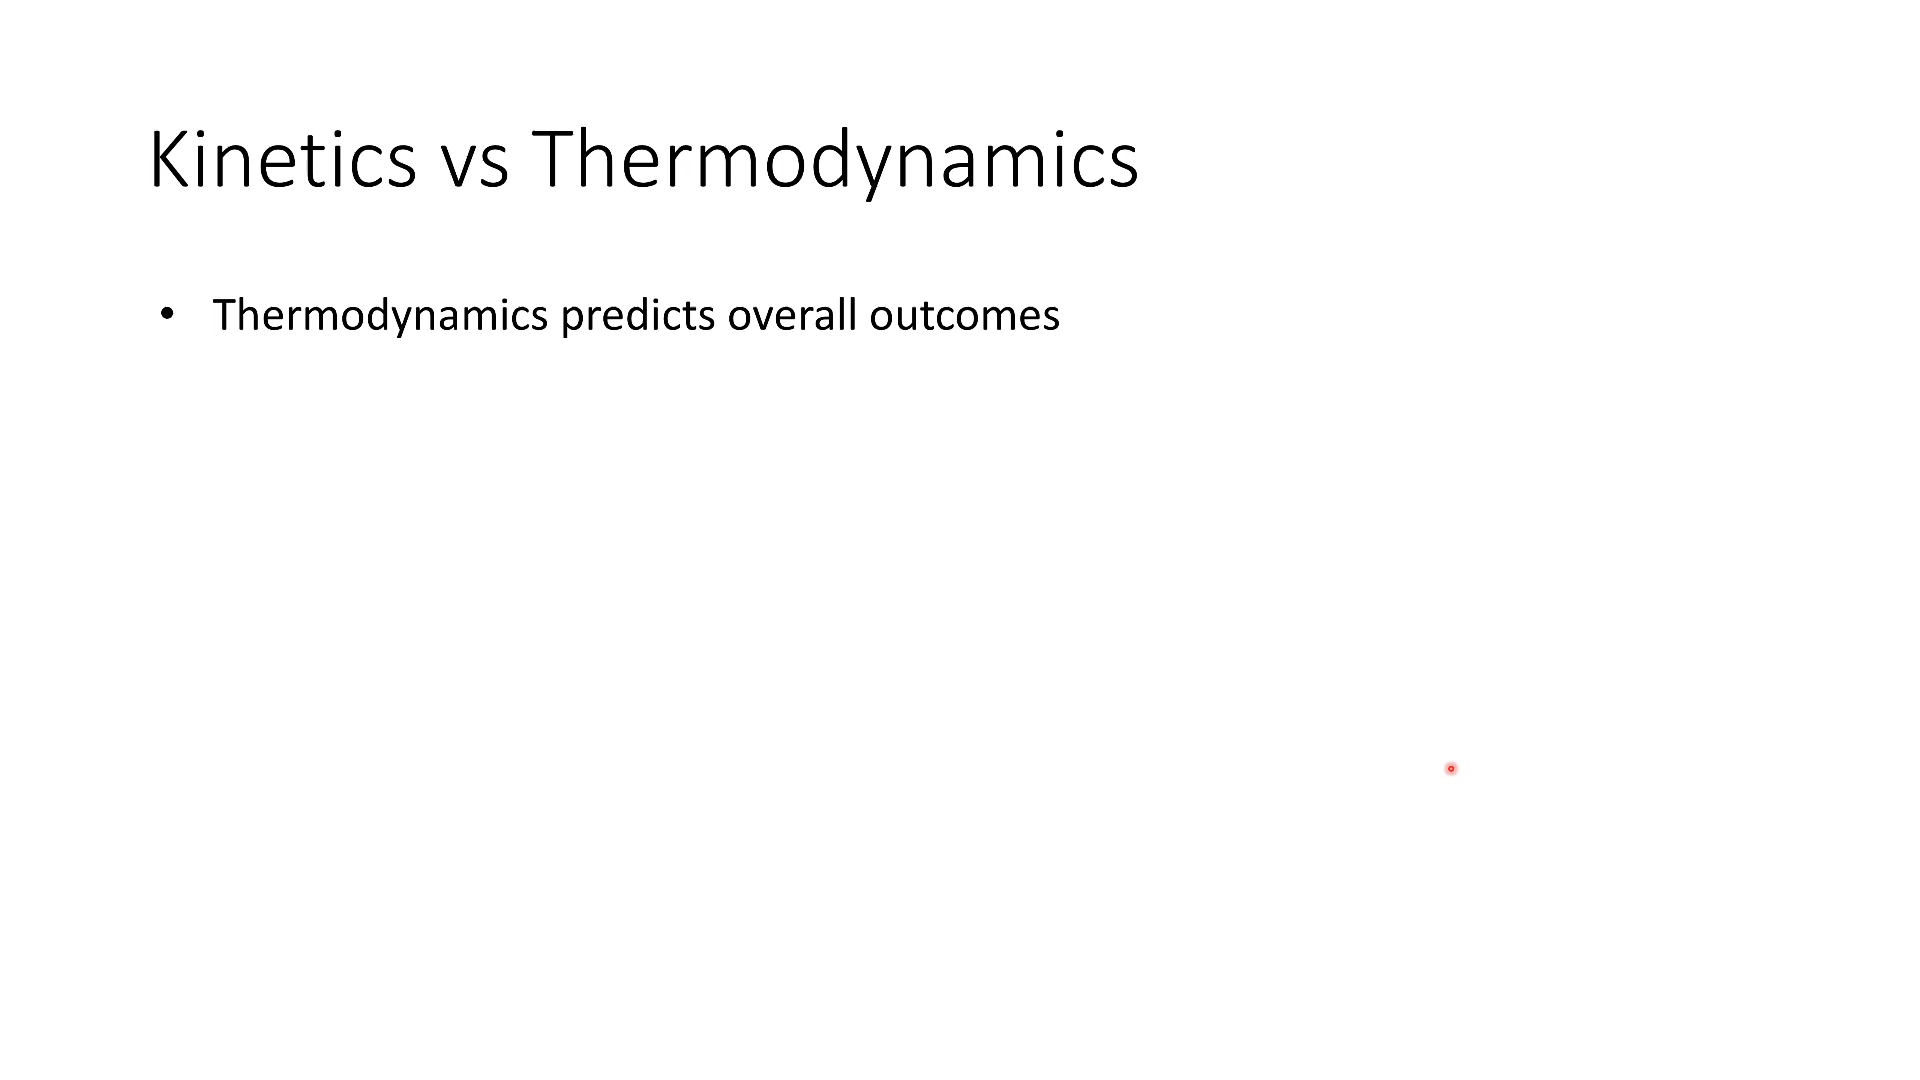 Kinetics vs Thermodynamics
• Thermodynamics predicts overall outcomes